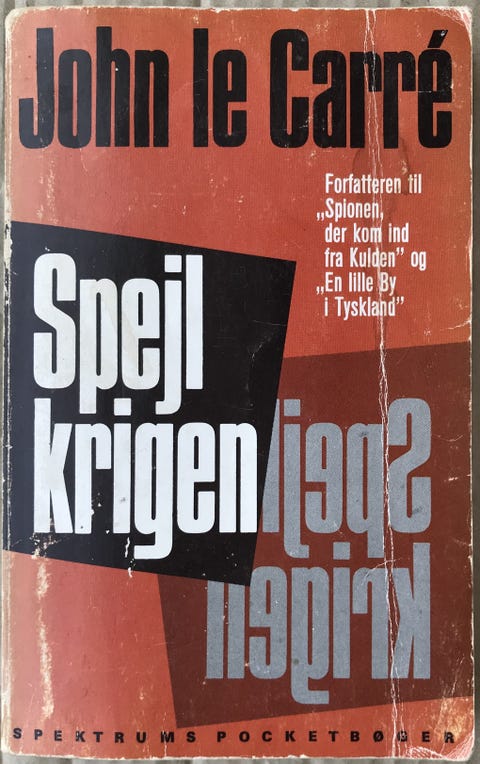 John le Carré
Forfatteren til
„Spionen,
der kom ind
fra Kulden” og
„En lille By
i Tyskland”
Spejl
krigen
Spejl
krigen
SPEKTRUMS POCKETBØGER